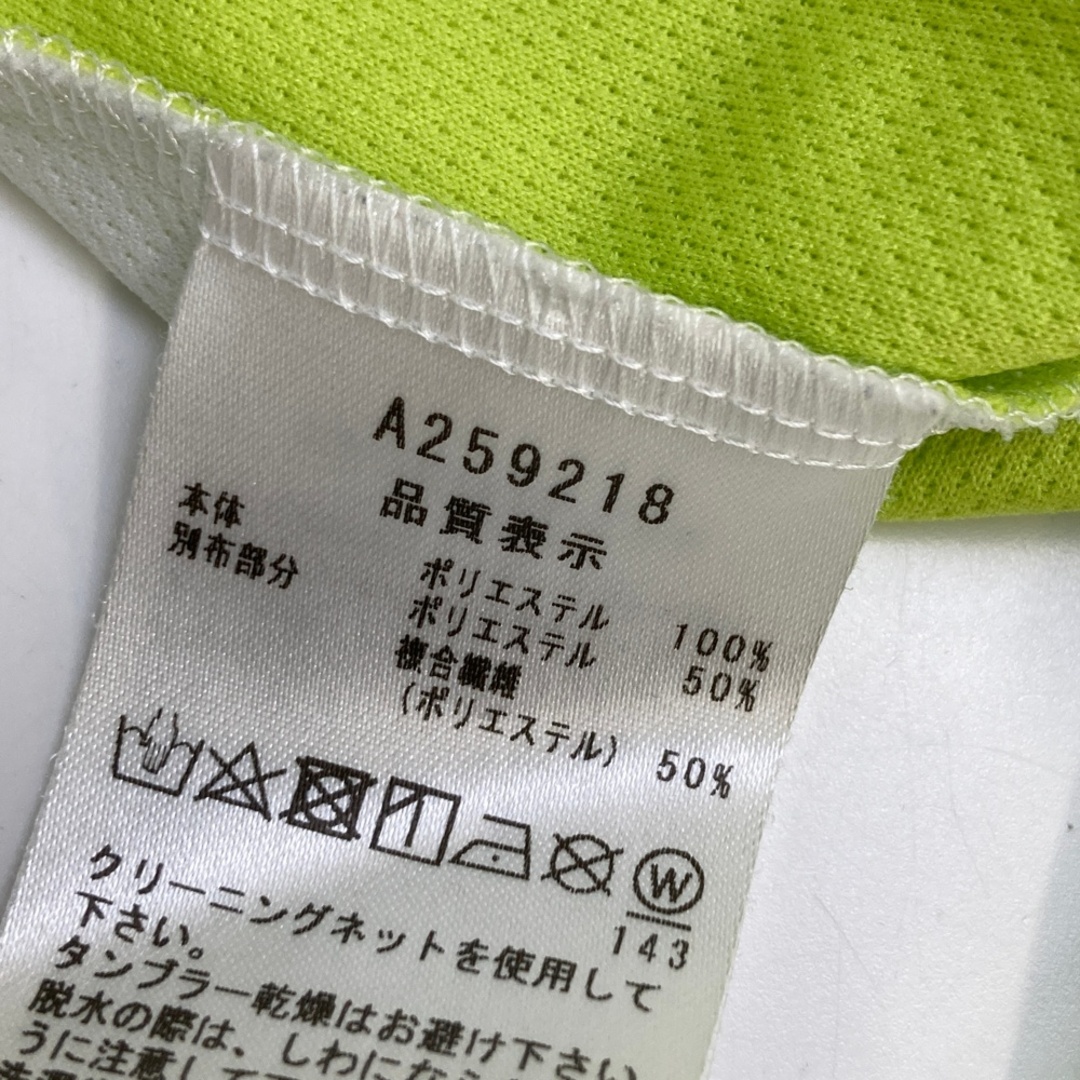 A259218
品質表示
本体 ポリエステル 100%
別布部分 ポリエステル 50%
複合繊維
(ポリエステル) 50%
W
143
クリーニングネットを使用して
下さい。
タンブラー乾燥はお避け下さい
脱水の際は、しわになら
うに注意して